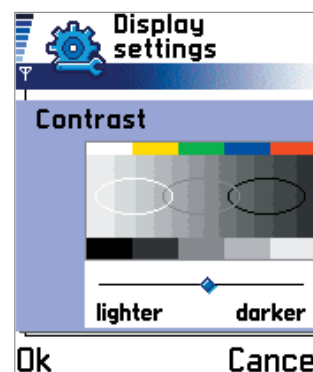 Display
settings
Contrast
lighter darker
Ok Cance